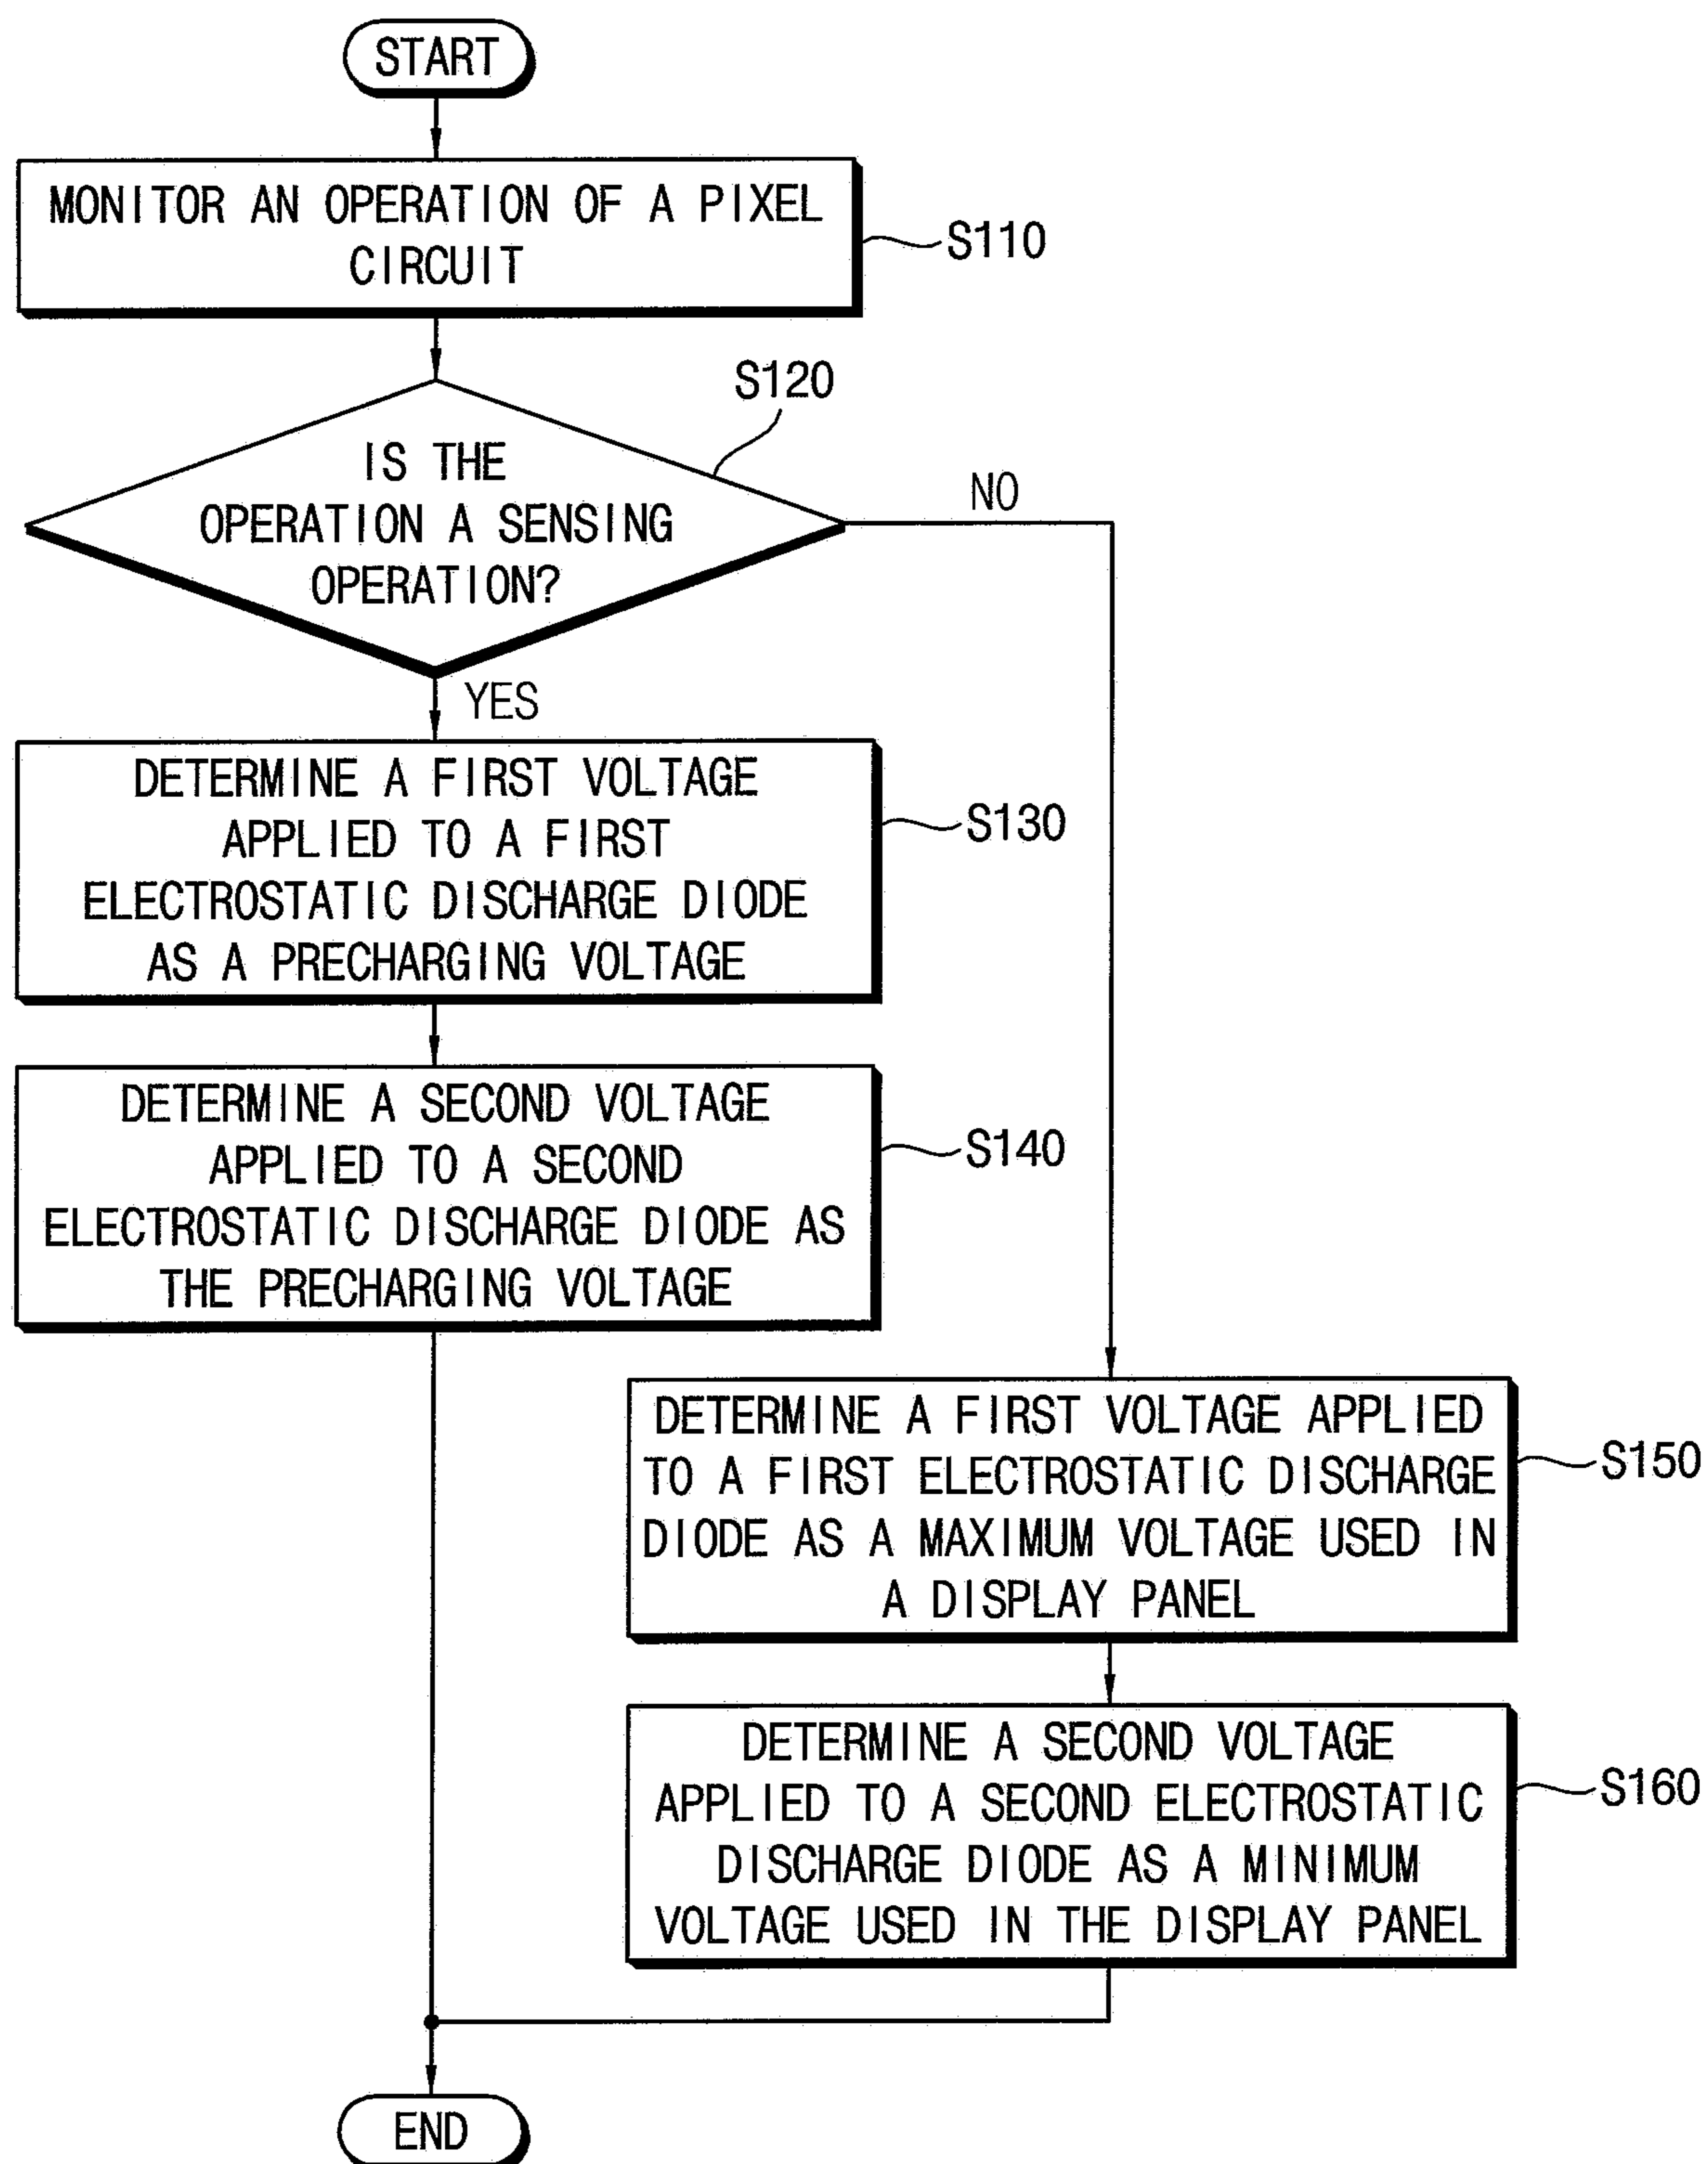 START
MONITOR AN OPERATION OF A PIXEL
CIRCUIT
S110
S120
IS THE
OPERATION A SENSING
OPERATION?
NO
YES
DETERMINE A FIRST VOLTAGE
APPLIED TO A FIRST
ELECTROSTATIC DISCHARGE DIODE
AS A PRECHARGING VOLTAGE
S130
DETERMINE A SECOND VOLTAGE
APPLIED TO A SECOND
ELECTROSTATIC DISCHARGE DIODE AS
THE PRECHARGING VOLTAGE
S140
DETERMINE A FIRST VOLTAGE APPLIED
TO A FIRST ELECTROSTATIC DISCHARGE
DIODE AS A MAXIMUM VOLTAGE USED IN
A DISPLAY PANEL
S150
DETERMINE A SECOND VOLTAGE
APPLIED TO A SECOND ELECTROSTATIC
DISCHARGE DIODE AS A MINIMUM
VOLTAGE USED IN THE DISPLAY PANEL
S160
END